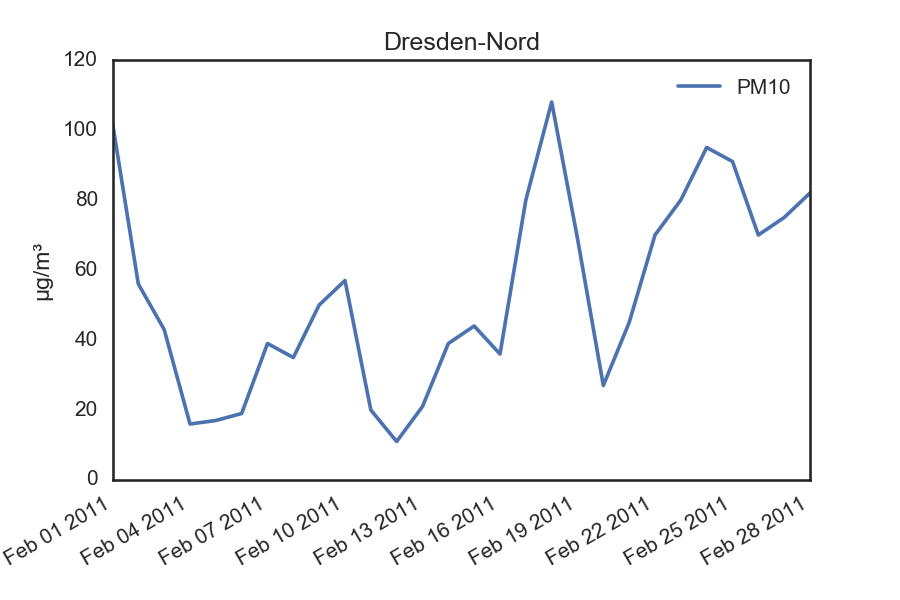 Dresden-Nord
120
100
80
60
40
20
0
µg/m³
PM10
Feb 01 2011
Feb 04 2011
Feb 07 2011
Feb 10 2011
Feb 13 2011
Feb 16 2011
Feb 19 2011
Feb 22 2011
Feb 25 2011
Feb 28 2011